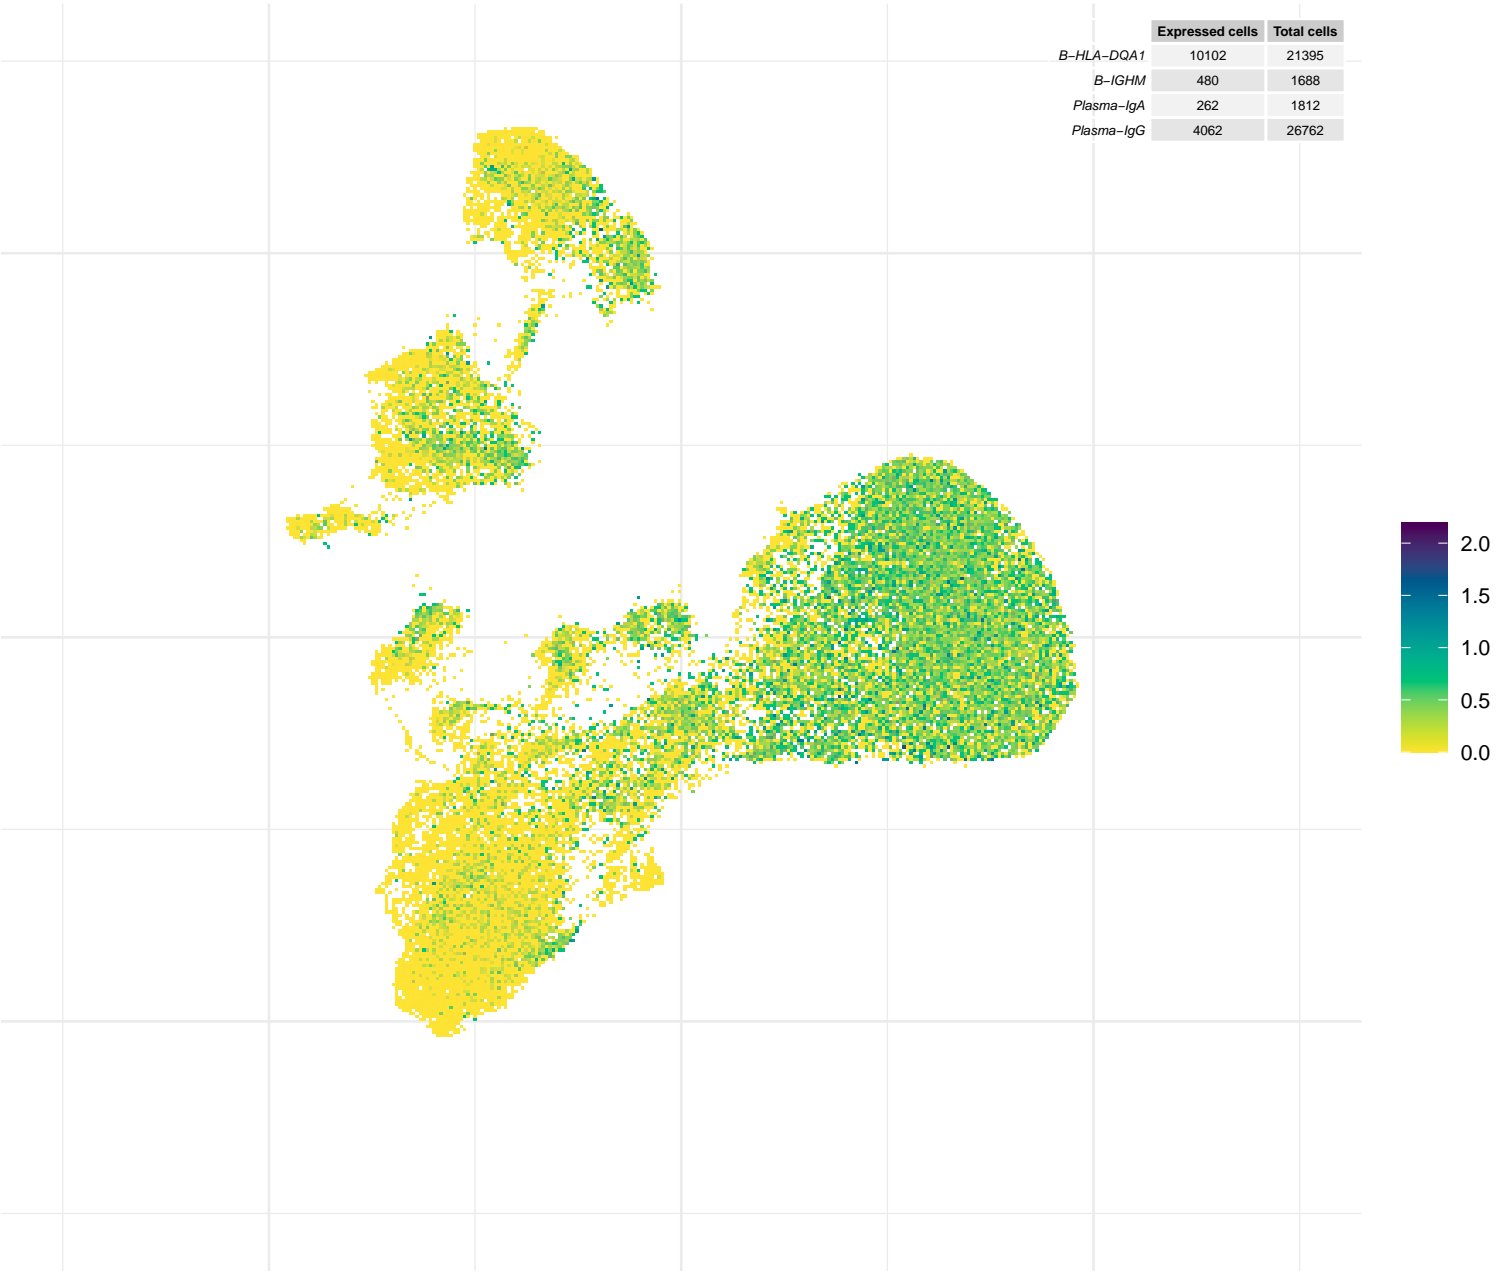 Expressed cells Total cells
B−HLA−DQA1 10102 21395
B−IGHM 480 1688
Plasma−IgA 262 1812
Plasma−IgG 4062 26762
2.0
1.5
1.0
0.5
0.0